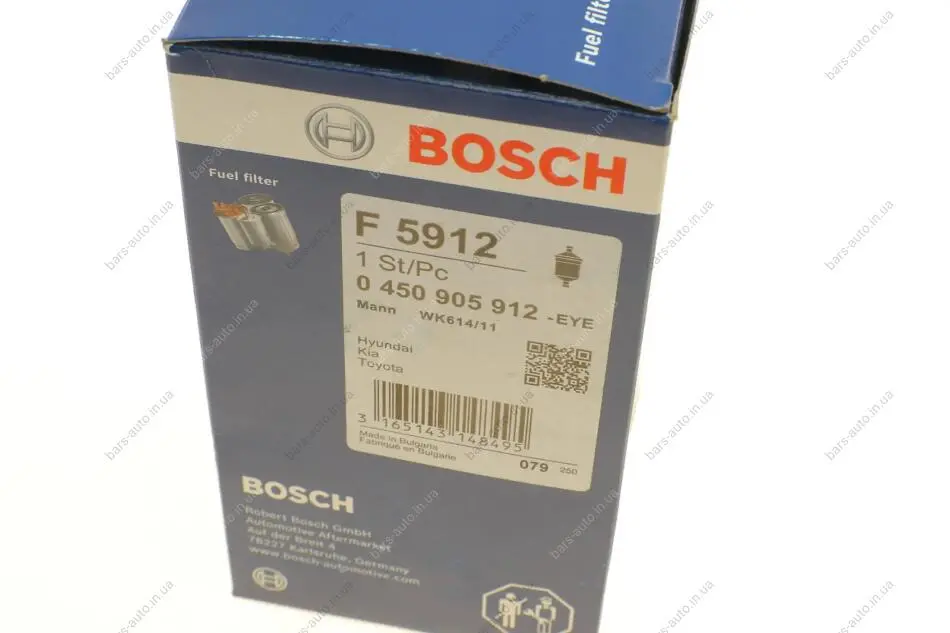 Fuel filter
BOSCH
Fuel filter
F 5912
1 St/Pc
0 450 905 912 -EYE
Mann WK614/11
Hyundai
Kia
Toyota
3 165143 148495
Made in Bulgaria
Fabriqué en Bulgarie
079 250
BOSCH
Robert Bosch GmbH
Automotive Aftermarket
Auf der Breit 4
76227 Karlsruhe, Germany
www.bosch-automotive.com
bars-auto.in.ua